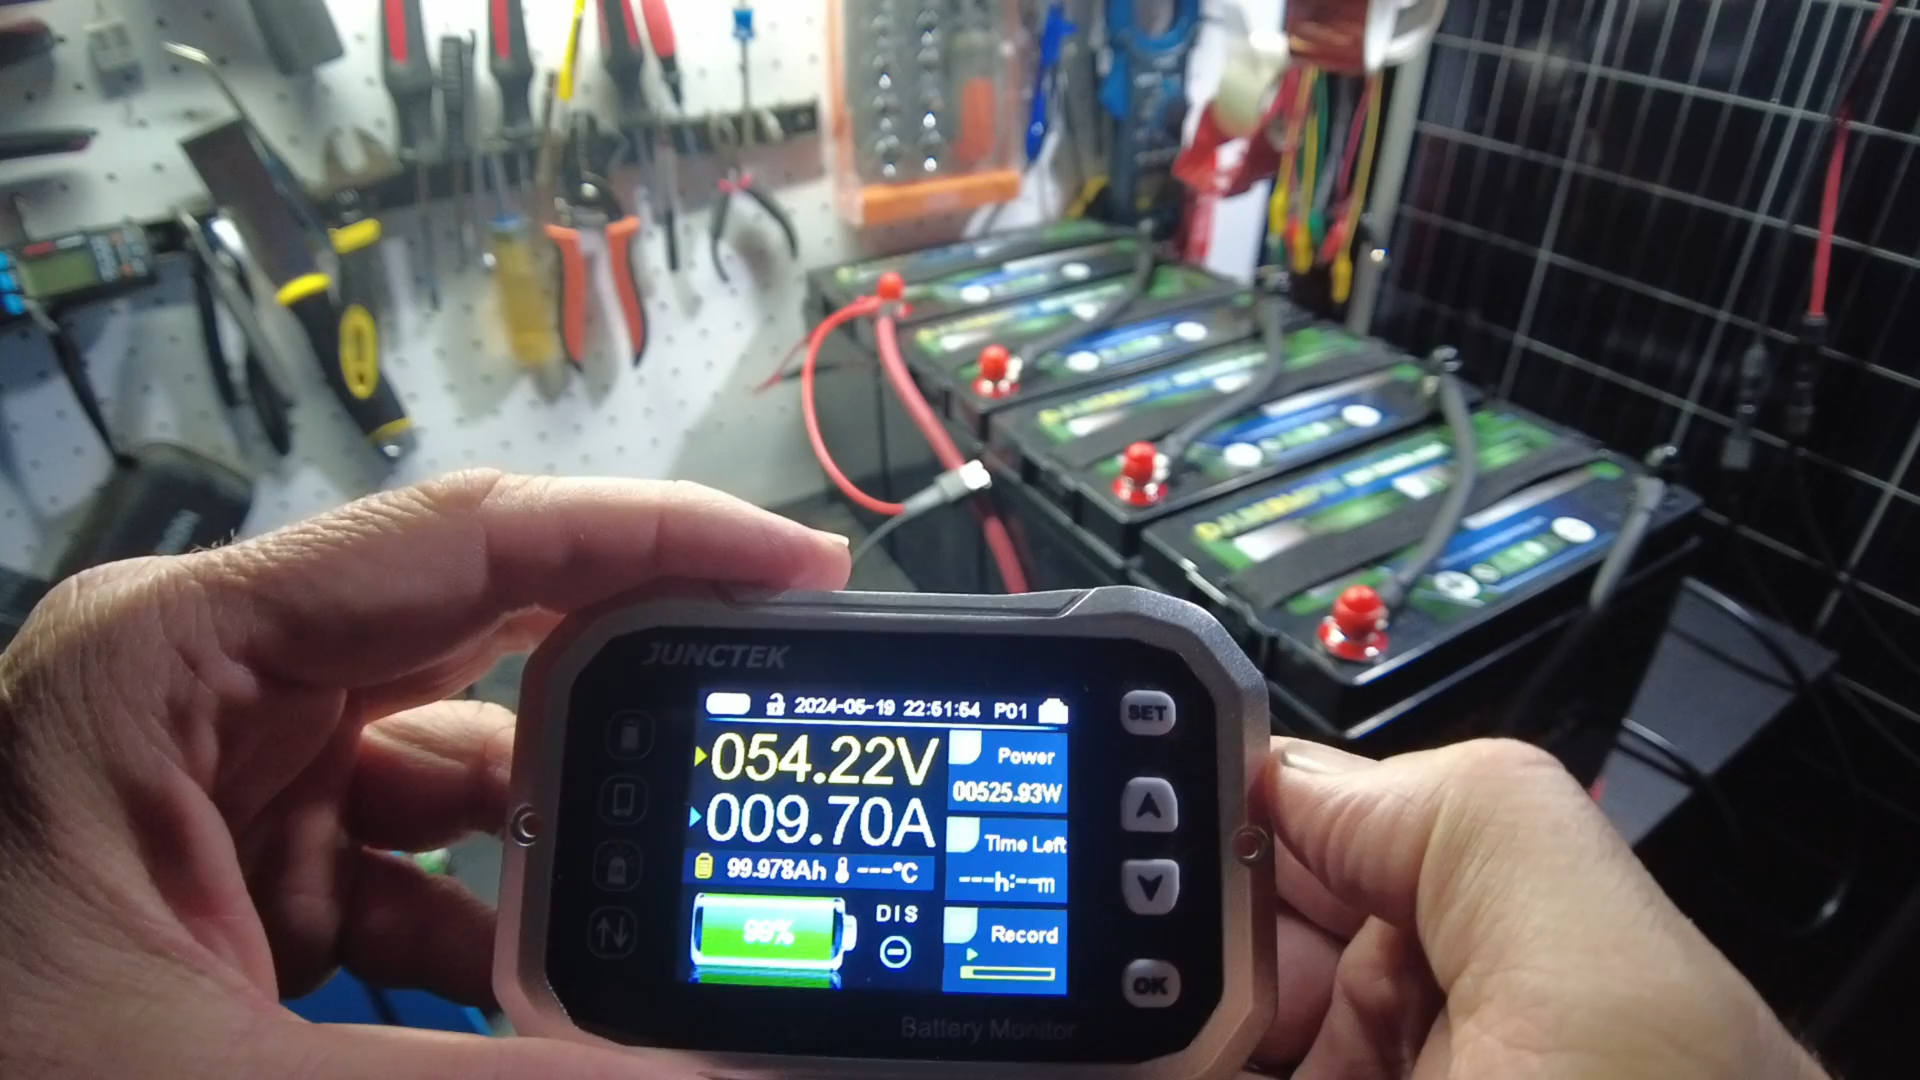 JUNCTEK
2024-05-19 22:51:54 P01
054.22V
009.70A
99.978Ah ---°C
99%
DIS
Power
00525.93W
Time Left
---h:--m
Record
SET
OK
Battery Monitor